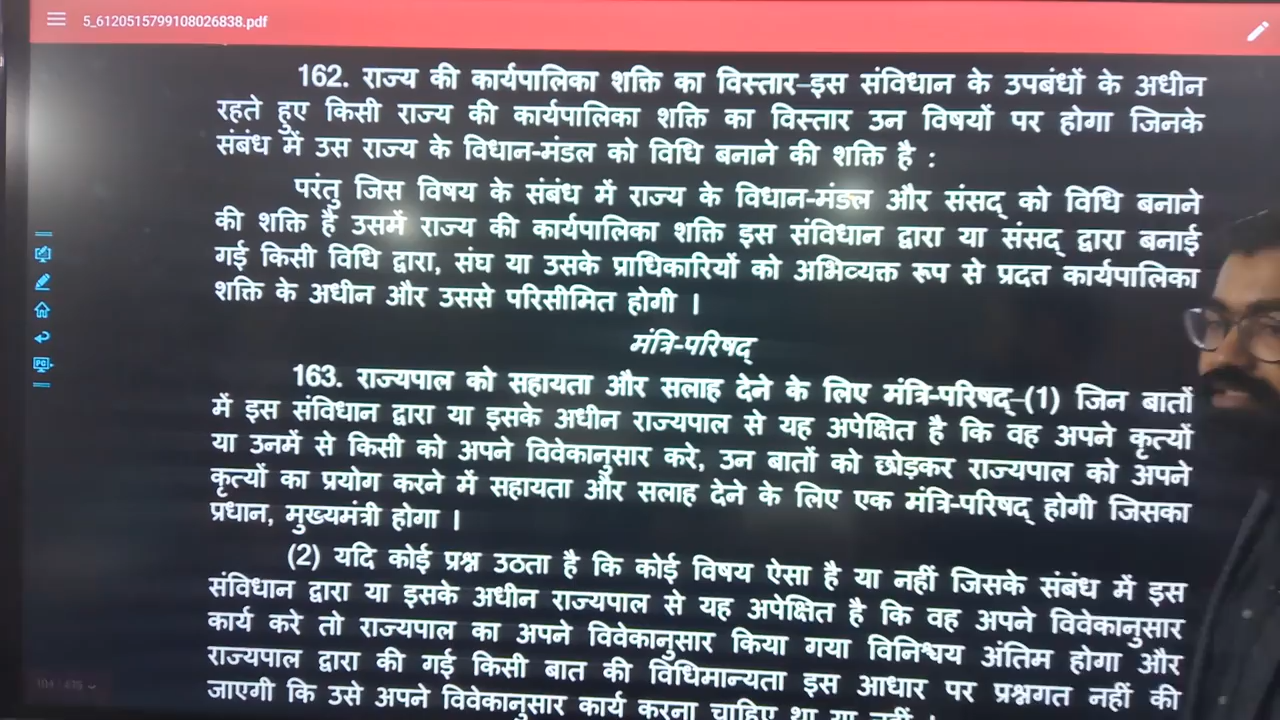 5_6120515799108026838.pdf
162. राज्य की कार्यपालिका शक्ति का विस्तार–इस संविधान के उपबंधों के अधीन
रहते हुए किसी राज्य की कार्यपालिका शक्ति का विस्तार उन विषयों पर होगा जिनके
संबंध में उस राज्य के विधान-मंडल को विधि बनाने की शक्ति है :
परंतु जिस विषय के संबंध में राज्य के विधान-मंडल और संसद् को विधि बनाने
की शक्ति है उसमें राज्य की कार्यपालिका शक्ति इस संविधान द्वारा या संसद् द्वारा बनाई
गई किसी विधि द्वारा, संघ या उसके प्राधिकारियों को अभिव्यक्त रूप से प्रदत्त कार्यपालिका
शक्ति के अधीन और उससे परिसीमित होगी ।
मंत्रि-परिषद्
163. राज्यपाल को सहायता और सलाह देने के लिए मंत्रि-परिषद्–(1) जिन बातों
में इस संविधान द्वारा या इसके अधीन राज्यपाल से यह अपेक्षित है कि वह अपने कृत्यों
या उनमें से किसी को अपने विवेकानुसार करे, उन बातों को छोड़कर राज्यपाल को अपने
कृत्यों का प्रयोग करने में सहायता और सलाह देने के लिए एक मंत्रि-परिषद् होगी जिसका
प्रधान, मुख्यमंत्री होगा ।
(2) यदि कोई प्रश्न उठता है कि कोई विषय ऐसा है या नहीं जिसके संबंध में इस
संविधान द्वारा या इसके अधीन राज्यपाल से यह अपेक्षित है कि वह अपने विवेकानुसार
कार्य करे तो राज्यपाल का अपने विवेकानुसार किया गया विनिश्चय अंतिम होगा और
राज्यपाल द्वारा की गई किसी बात की विधिमान्यता इस आधार पर प्रश्नगत नहीं की
जाएगी कि उसे अपने विवेकानुसार कार्य करना चाहिए था या नहीं ।
PC